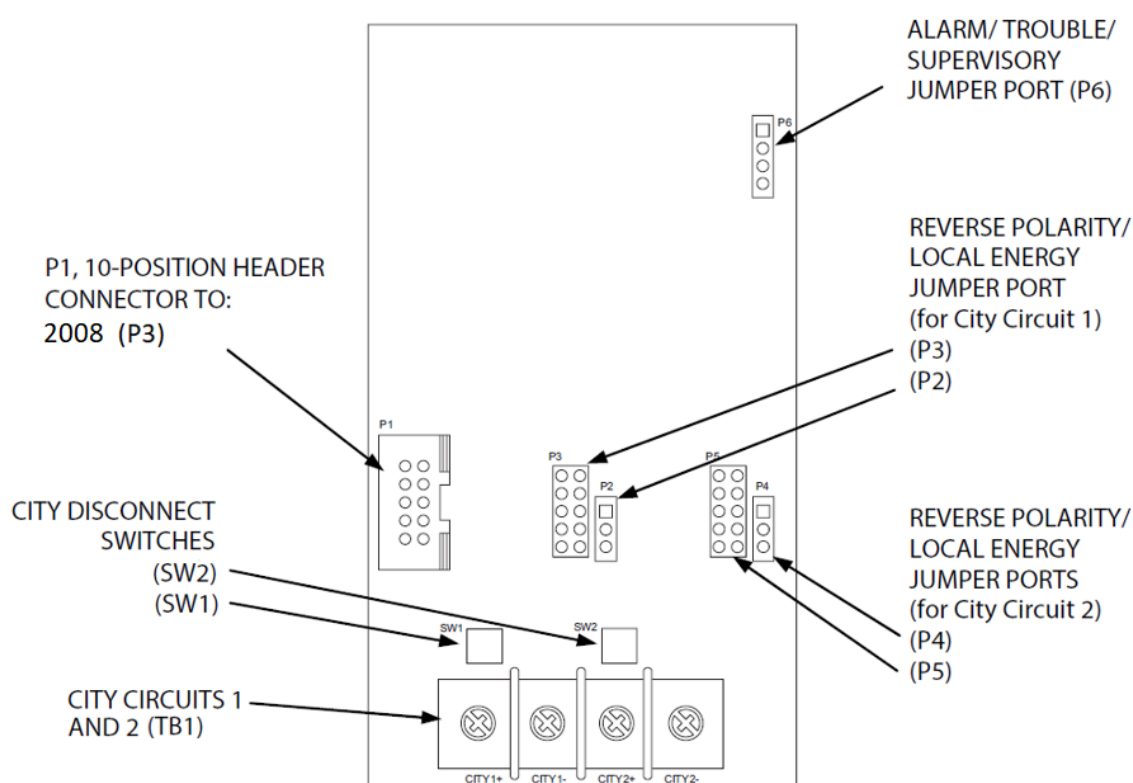 ALARM/ TROUBLE/
SUPERVISORY
JUMPER PORT (P6)
P6
REVERSE POLARITY/
LOCAL ENERGY
JUMPER PORT
(for City Circuit 1)
(P3)
(P2)
P1, 10-POSITION HEADER
CONNECTOR TO:
2008 (P3)
P1
P3
P2
P5
P4
CITY DISCONNECT
SWITCHES
(SW2)
(SW1)
REVERSE POLARITY/
LOCAL ENERGY
JUMPER PORTS
(for City Circuit 2)
(P4)
(P5)
SW1
SW2
CITY CIRCUITS 1
AND 2 (TB1)
CITY1+ CITY1- CITY2+ CITY2-